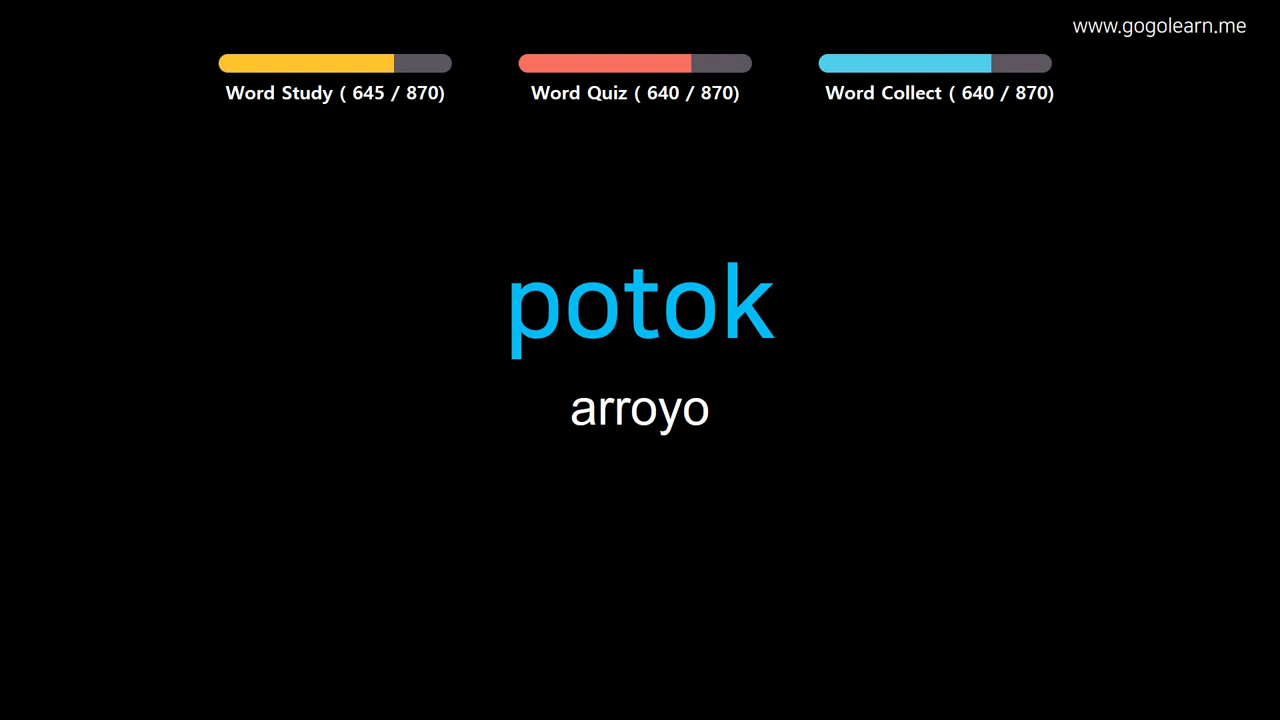 www.gogolearn.me
Word Study ( 645 / 870)
Word Quiz ( 640 / 870)
Word Collect ( 640 / 870)
potok
arroyo